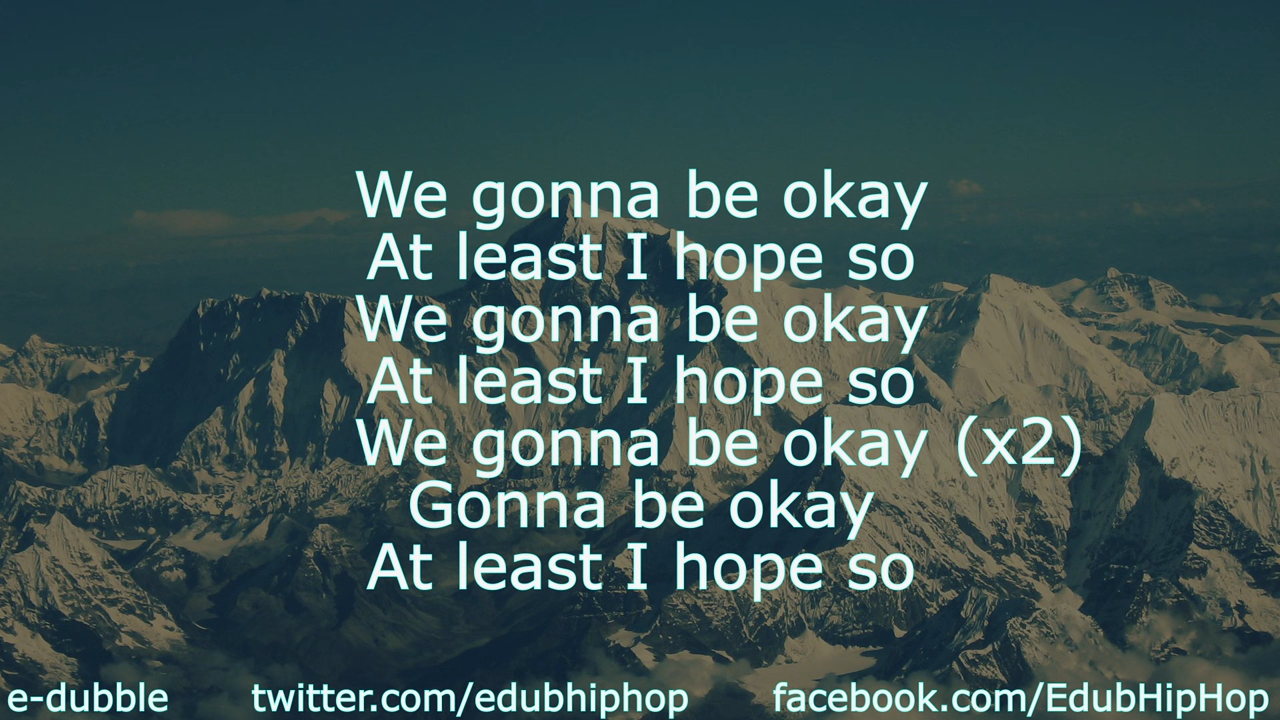 We gonna be okay
At least I hope so
We gonna be okay
At least I hope so
We gonna be okay (x2)
Gonna be okay
At least I hope so
e-dubble twitter.com/edubhiphop facebook.com/EdubHipHop